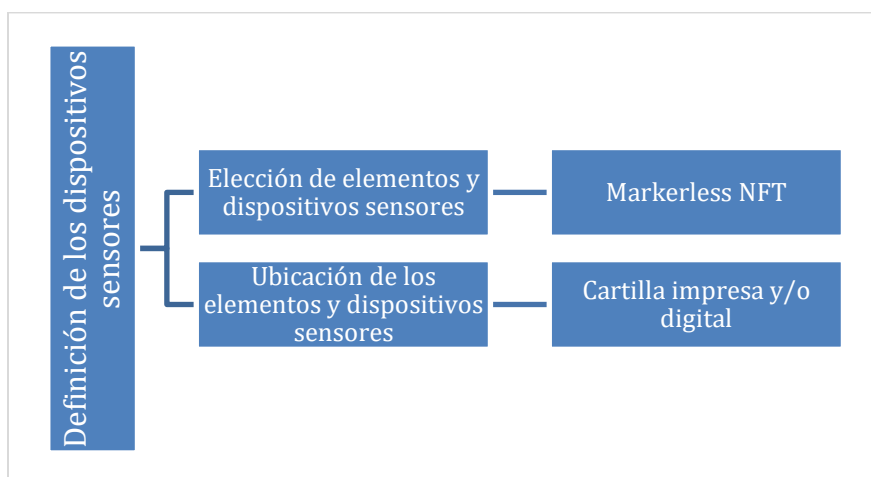 Definición de los dispositivos
sensores
Elección de elementos y
dispositivos sensores
Markerless NFT
Ubicación de los
elementos y dispositivos
sensores
Cartilla impresa y/o
digital